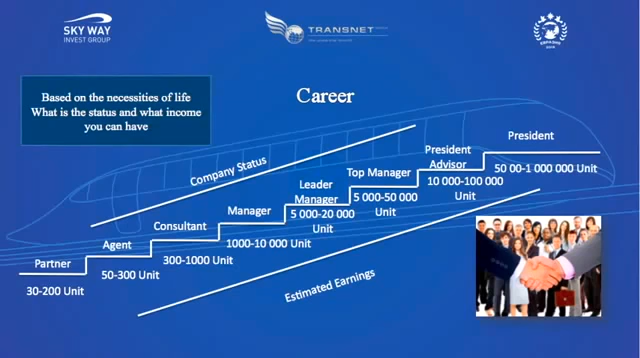 SKY WAY
INVEST GROUP
TRANSNET
Based on the necessities of life
What is the status and what income
you can have
Career
Company Status
President
50 00-1 000 000 Unit
President
Advisor
10 000-100 000
Unit
Top Manager
5 000-50 000
Unit
Leader
Manager
5 000-20 000
Unit
Manager
1000-10 000 Unit
Consultant
300-1000 Unit
Agent
50-300 Unit
Partner
30-200 Unit
Estimated Earnings